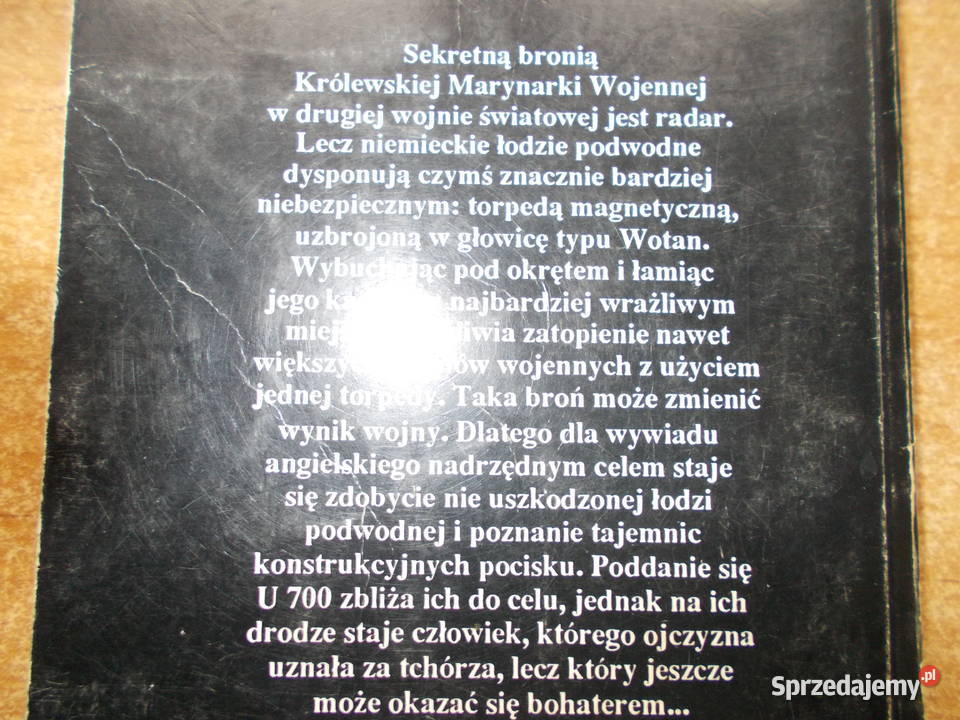 Sekretną bronią
Królewskiej Marynarki Wojennej
w drugiej wojnie światowej jest radar.
Lecz niemieckie łodzie podwodne
dysponują czymś znacznie bardziej
niebezpiecznym: torpedą magnetyczną,
uzbrojoną w głowicę typu Wotan.
Wybuchając pod okrętem i łamiąc
jego najbardziej wrażliwym
zatopienie nawet
wojennych z użyciem
jednej torpedy. Taka broń może zmienić
wynik wojny. Dlatego dla wywiadu
angielskiego nadrzędnym celem staje
się zdobycie nie uszkodzonej łodzi
podwodnej i poznanie tajemnic
konstrukcyjnych pocisku. Poddanie się
U 700 zbliża ich do celu, jednak na ich
drodze staje człowiek, którego ojczyzna
uznała za tchórza, lecz który jeszcze
może okazać się bohaterem...
Sprzedajemy.pl